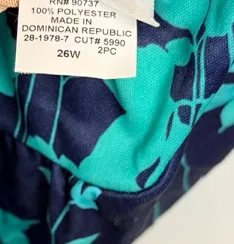 RN# 90737
100% POLYESTER
MADE IN
DOMINICAN REPUBLIC
28-1978-7 CUT# 5990
26W 2PC